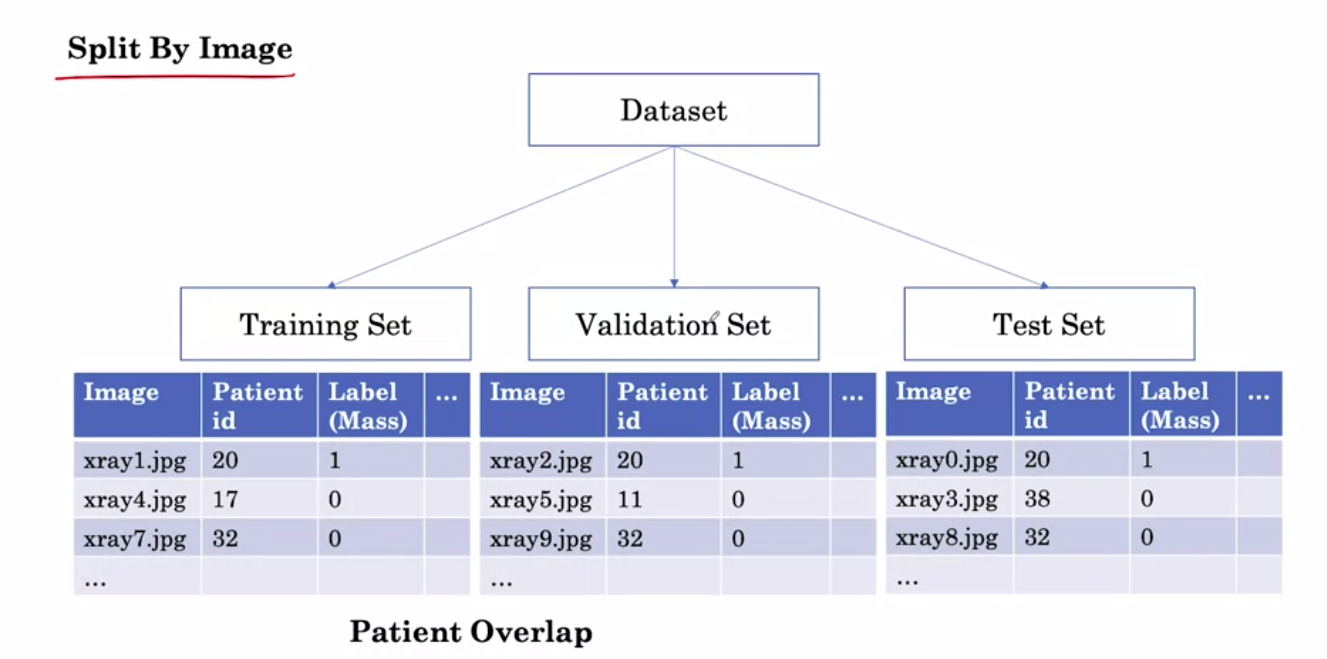 Split By Image
Dataset
Training Set
Validation Set
Test Set
Image Patient id Label (Mass) ...
xray1.jpg 20 1
xray4.jpg 17 0
xray7.jpg 32 0
...
Image Patient id Label (Mass) ...
xray2.jpg 20 1
xray5.jpg 11 0
xray9.jpg 32 0
...
Image Patient id Label (Mass) ...
xray0.jpg 20 1
xray3.jpg 38 0
xray8.jpg 32 0
...
Patient Overlap